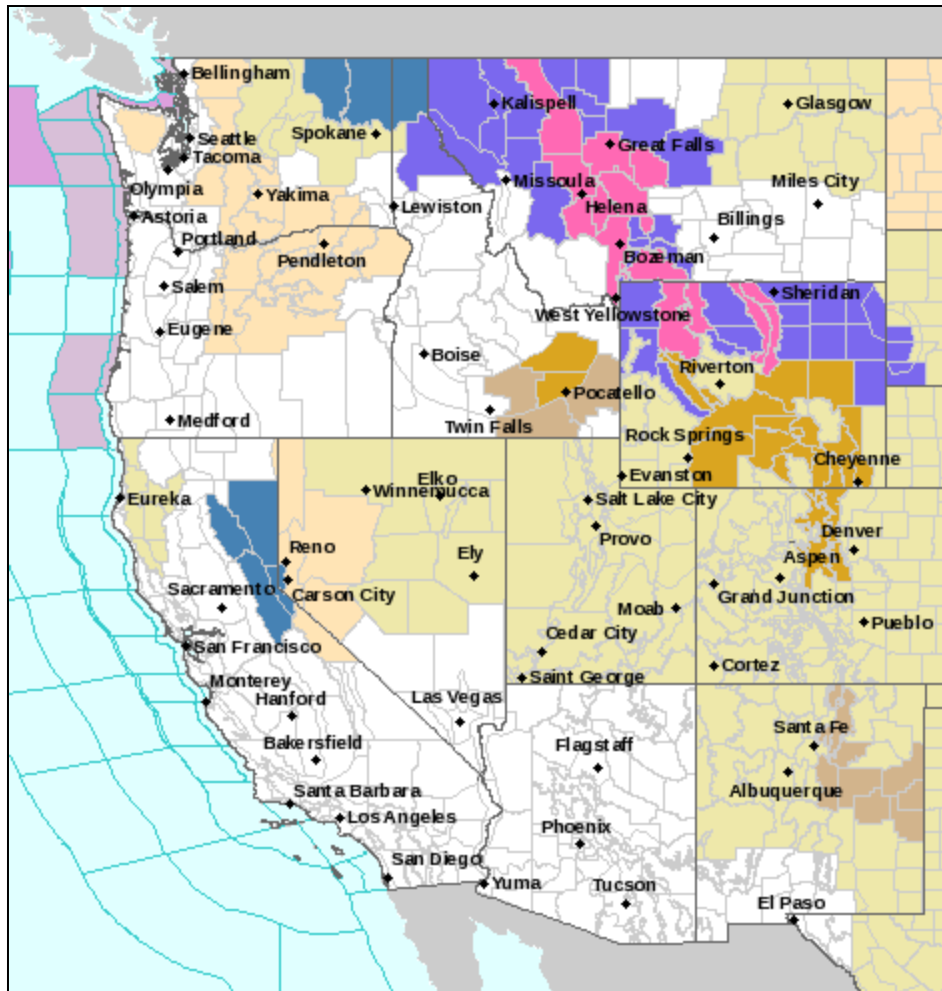 Bellingham
Kalispell
Glasgow
Seattle
Spokane
Great Falls
Tacoma
Olympia
Missoula
Miles City
Yakima
Helena
Astoria
Lewiston
Billings
Portland
Pendleton
Bozeman
Salem
Sheridan
West Yellowstone
Eugene
Boise
Riverton
Pocatello
Medford
Twin Falls
Rock Springs
Cheyenne
Elko
Evanston
Eureka
Winnemucca
Salt Lake City
Provo
Denver
Reno
Ely
Aspen
Sacramento
Carson City
Grand Junction
Moab
Pueblo
San Francisco
Cedar City
Cortez
Monterey
Saint George
Hanford
Las Vegas
Santa Fe
Bakersfield
Flagstaff
Albuquerque
Santa Barbara
Los Angeles
Phoenix
San Diego
Yuma
Tucson
El Paso